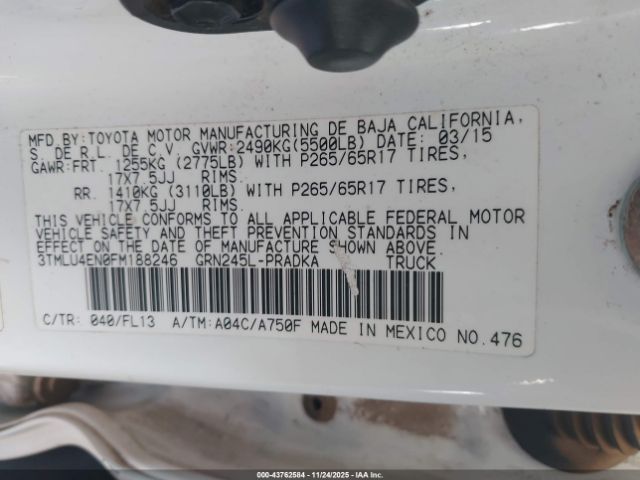 MFD.BY:TOYOTA MOTOR MANUFACTURING DE BAJA CALIFORNIA,
S. DE R.L. DE C.V. GVWR:2490KG(5500LB) DATE: 03/15
GAWR:FRT. 1255KG (2775LB) WITH P265/65R17 TIRES,
17X7.5JJ RIMS.
RR. 1410KG (3110LB) WITH P265/65R17 TIRES,
17X7.5JJ RIMS.
THIS VEHICLE CONFORMS TO ALL APPLICABLE FEDERAL MOTOR
VEHICLE SAFETY AND THEFT PREVENTION STANDARDS IN
EFFECT ON THE DATE OF MANUFACTURE SHOWN ABOVE.
3TMLU4EN0FM188246 GRN245L-PRADKA TRUCK
C/TR: 040/FL13 A/TM:A04C/A750F MADE IN MEXICO NO.476
000-43762584 - 11/24/2025 - IAAI.COM